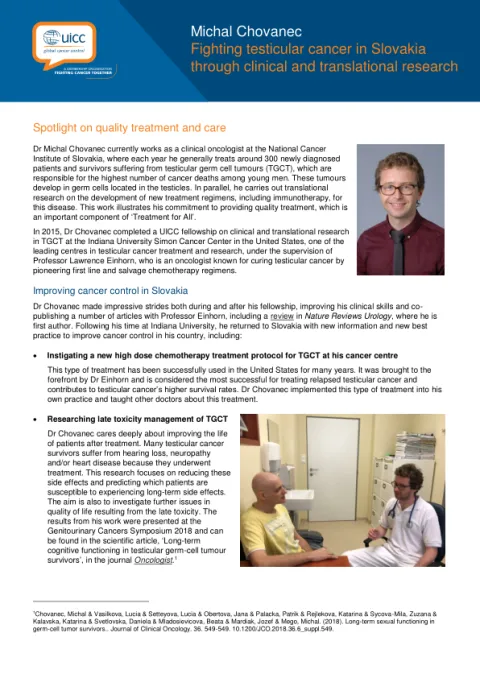 Michal Chovanec
Fighting testicular cancer in Slovakia
through clinical and translational research
uicc
global cancer control
A MEMBERSHIP ORGANISATION
FIGHTING CANCER TOGETHER
Spotlight on quality treatment and care
Dr Michal Chovanec currently works as a clinical oncologist at the National Cancer
Institute of Slovakia, where each year he generally treats around 300 newly diagnosed
patients and survivors suffering from testicular germ cell tumours (TGCT), which are
responsible for the highest number of cancer deaths among young men. These tumours
develop in germ cells located in the testicles. In parallel, he carries out translational
research on the development of new treatment regimens, including immunotherapy, for
this disease. This work illustrates his commitment to providing quality treatment, which is
an important component of ‘Treatment for All’.
In 2015, Dr Chovanec completed a UICC fellowship on clinical and translational research
in TGCT at the Indiana University Simon Cancer Center in the United States, one of the
leading centres in testicular cancer treatment and research, under the supervision of
Professor Lawrence Einhorn, who is an oncologist known for curing testicular cancer by
pioneering first line and salvage chemotherapy regimens.
Improving cancer control in Slovakia
Dr Chovanec made impressive strides both during and after his fellowship, improving his clinical skills and co-
publishing a number of articles with Professor Einhorn, including a review in Nature Reviews Urology, where he is
first author. Following his time at Indiana University, he returned to Slovakia with new information and new best
practice to improve cancer control in his country, including:
• Instigating a new high dose chemotherapy treatment protocol for TGCT at his cancer centre
This type of treatment has been successfully used in the United States for many years. It was brought to the
forefront by Dr Einhorn and is considered the most successful for treating relapsed testicular cancer and
contributes to testicular cancer's higher survival rates. Dr Chovanec implemented this type of treatment into his
own practice and taught other doctors about this treatment.
• Researching late toxicity management of TGCT
Dr Chovanec cares deeply about improving the life
of patients after treatment. Many testicular cancer
survivors suffer from hearing loss, neuropathy
and/or heart disease because they underwent
treatment. This research focuses on reducing these
side effects and predicting which patients are
susceptible to experiencing long-term side effects.
The aim is also to investigate further issues in
quality of life resulting from the late toxicity. The
results from his work were presented at the
Genitourinary Cancers Symposium 2018 and can
be found in the scientific article, ‘Long-term
cognitive functioning in testicular germ-cell tumour
survivors’, in the journal Oncologist.¹
¹Chovanec, Michal & Vasilkova, Lucia & Setteyova, Lucia & Obertova, Jana & Palacka, Patrik & Rejlekova, Katarina & Sycova-Mila, Zuzana &
Kalavska, Katarina & Svetlovska, Daniela & Mladosievicova, Beata & Mardiak, Jozef & Mego, Michal. (2018). Long-term sexual functioning in
germ-cell tumor survivors.. Journal of Clinical Oncology. 36. 549-549. 10.1200/JCO.2018.36.6_suppl.549.